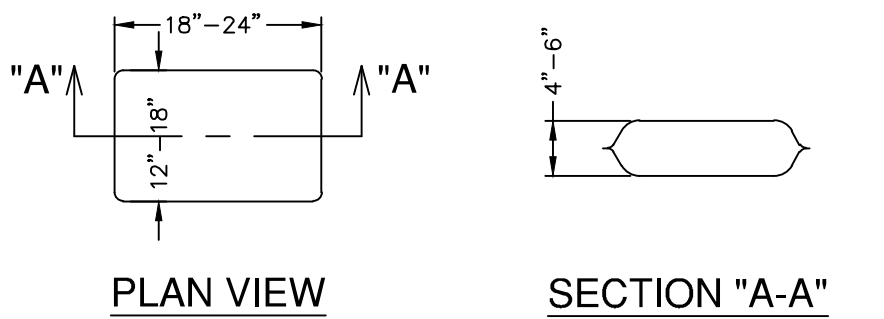 18"-24"
"A"
"A"
12"-18"
4"-6"
PLAN VIEW
SECTION "A-A"